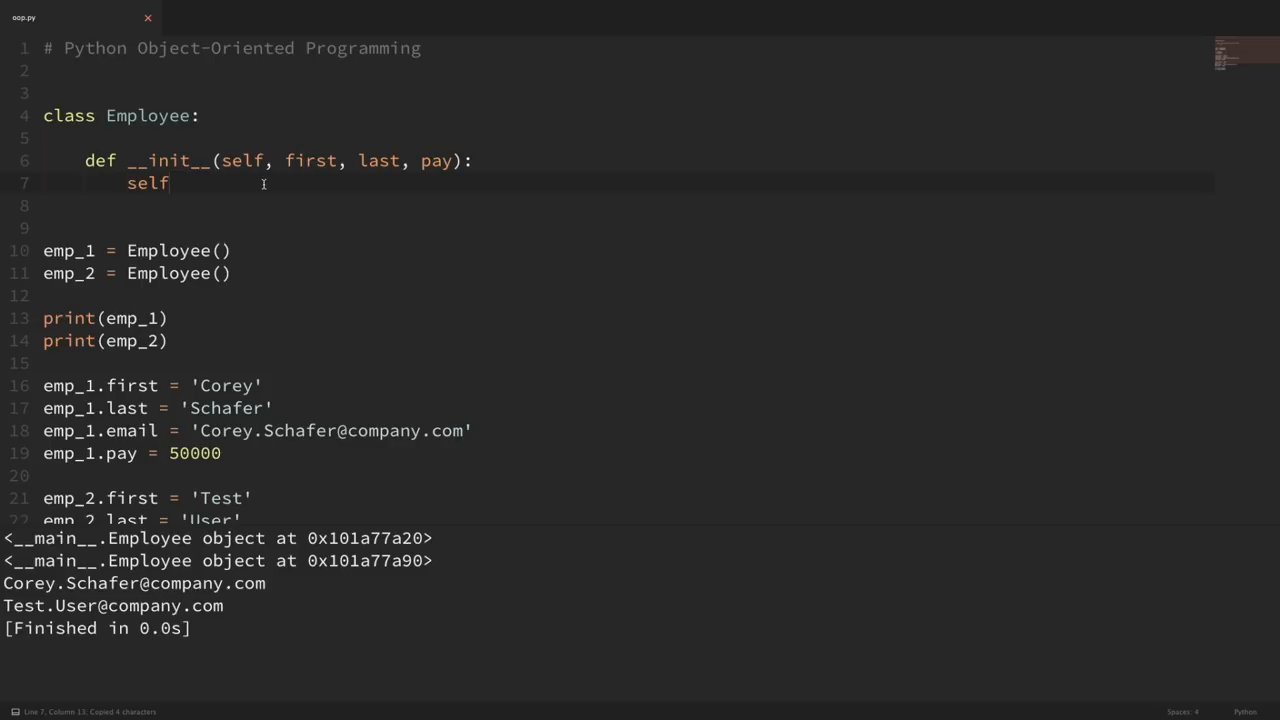 oop.py
1 # Python Object-Oriented Programming
2
3
4 class Employee:
5
6 def __init__(self, first, last, pay):
7 self
8
9
10 emp_1 = Employee()
11 emp_2 = Employee()
12
13 print(emp_1)
14 print(emp_2)
15
16 emp_1.first = 'Corey'
17 emp_1.last = 'Schafer'
18 emp_1.email = 'Corey.Schafer@company.com'
19 emp_1.pay = 50000
20
21 emp_2.first = 'Test'
22 emp_2.last = 'User'
<__main__.Employee object at 0x101a77a20>
<__main__.Employee object at 0x101a77a90>
Corey.Schafer@company.com
Test.User@company.com
[Finished in 0.0s]
Line 7, Column 13; Copied 4 characters
Spaces: 4
Python